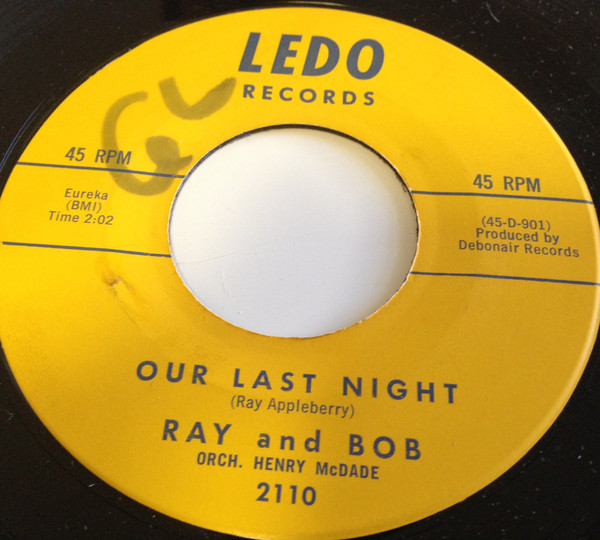 LEDO
RECORDS
45 RPM
Eureka
(BMI)
Time 2:02
45 RPM
(45-D-901)
Produced by
Debonair Records
OUR LAST NIGHT
(Ray Appleberry)
RAY and BOB
ORCH. HENRY McDADE
2110